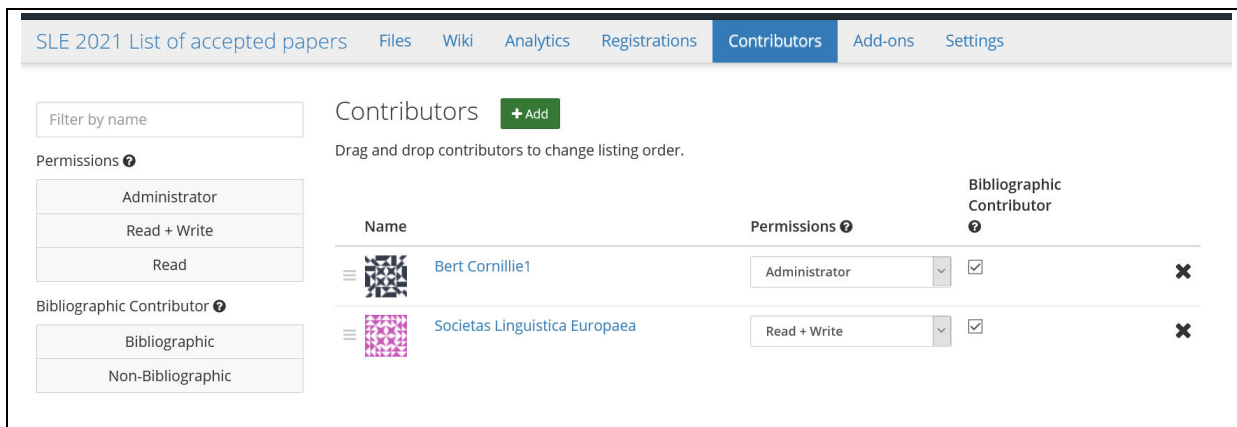 SLE 2021 List of accepted papers Files Wiki Analytics Registrations Contributors Add-ons Settings
Filter by name
Permissions
Administrator
Read + Write
Read
Bibliographic Contributor
Bibliographic
Non-Bibliographic
Contributors + Add
Drag and drop contributors to change listing order.
Name Permissions Bibliographic
Contributor
Bert Cornillie1 Administrator
Societas Linguistica Europaea Read + Write